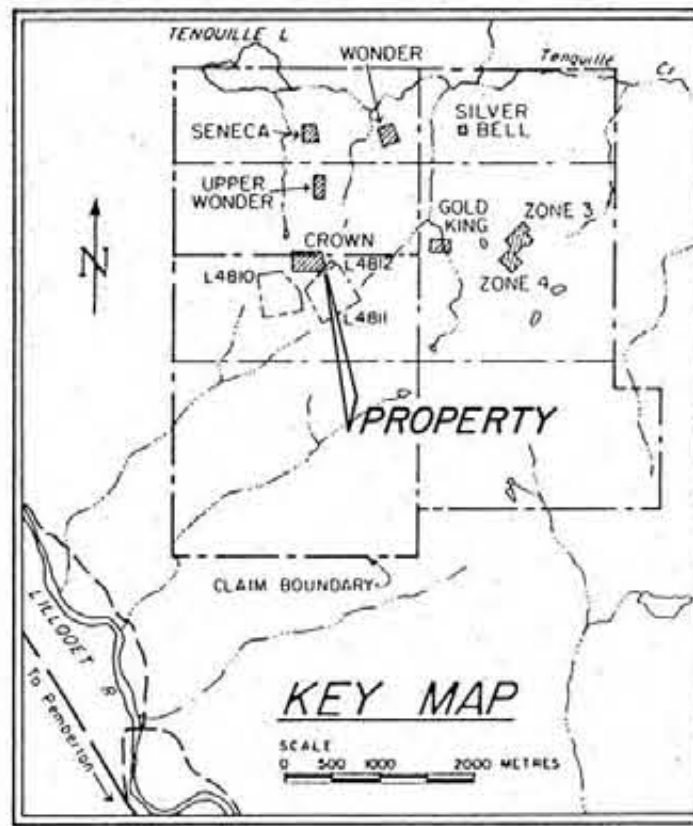 TENQUILLE L
WONDER
Tenquille Cr
SENECA
SILVER
BELL
UPPER
WONDER
N
GOLD
KING
ZONE 3
CROWN
L4812
L4810
ZONE 4
L4811
PROPERTY
CLAIM BOUNDARY
LILLOOET R
To Pemberton
KEY MAP
SCALE
0 500 1000 2000 METRES